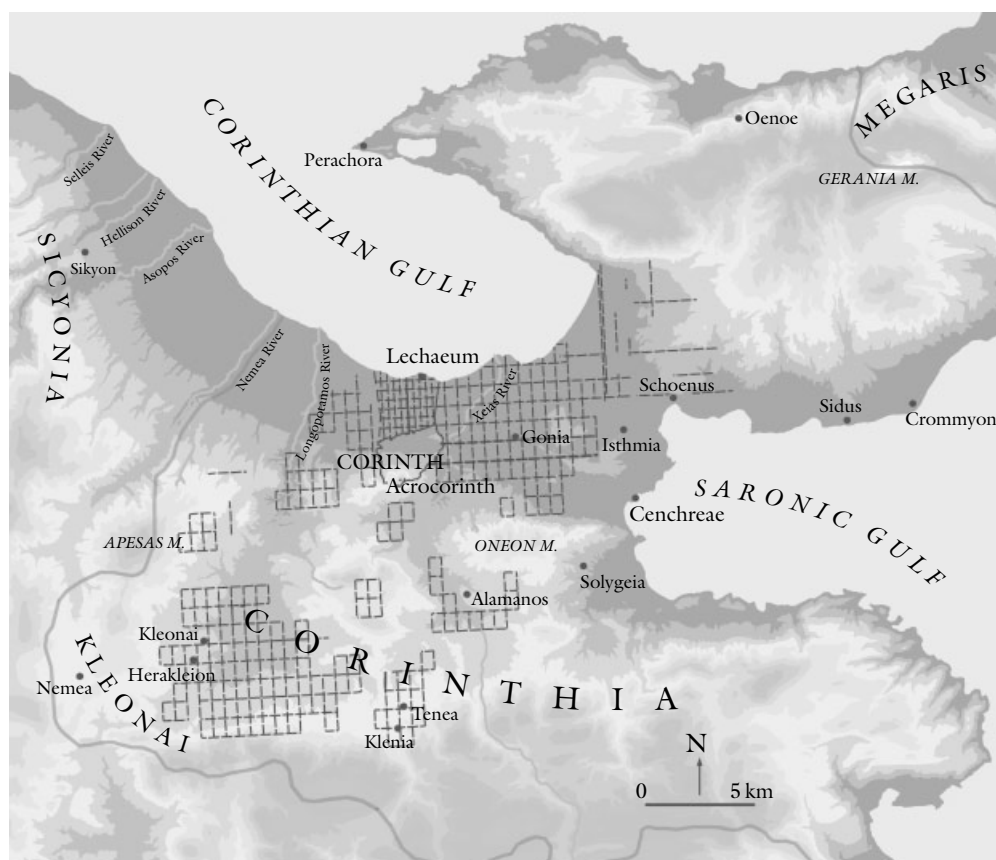 MEGARIS
Oenoe
CORINTHIAN GULF
Perachora
GERANIA M.
Selleis River
Hellison River
Sikyon
Asopos River
SICYONIA
Nemea River
Longopotamos River
Lechaeum
Xeias River
Schoenus
Sidus
Crommyon
Gonia
Isthmia
CORINTH
Acrocorinth
SARONIC GULF
Cenchreae
APESAS M.
ONEON M.
Solygeia
Alamanos
CORINTHIA
Kleonai
Herakleion
Nemea
KLEONAI
Tenea
Klenia
N
0 5 km